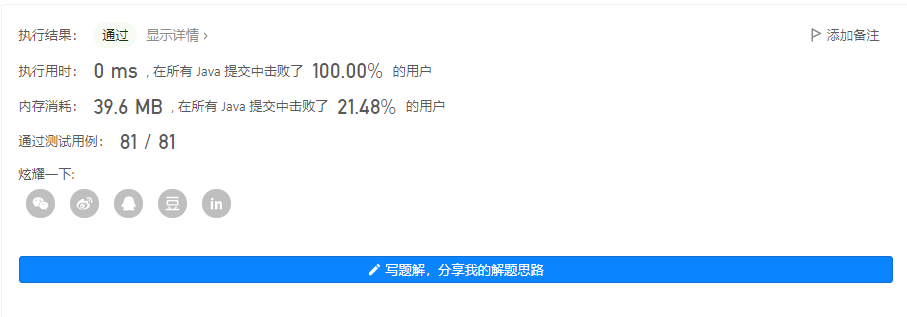 执行结果： 通过 显示详情 › 添加备注
执行用时： 0 ms , 在所有 Java 提交中击败了 100.00% 的用户
内存消耗： 39.6 MB , 在所有 Java 提交中击败了 21.48% 的用户
通过测试用例： 81 / 81
炫耀一下:
豆 in
写题解，分享我的解题思路